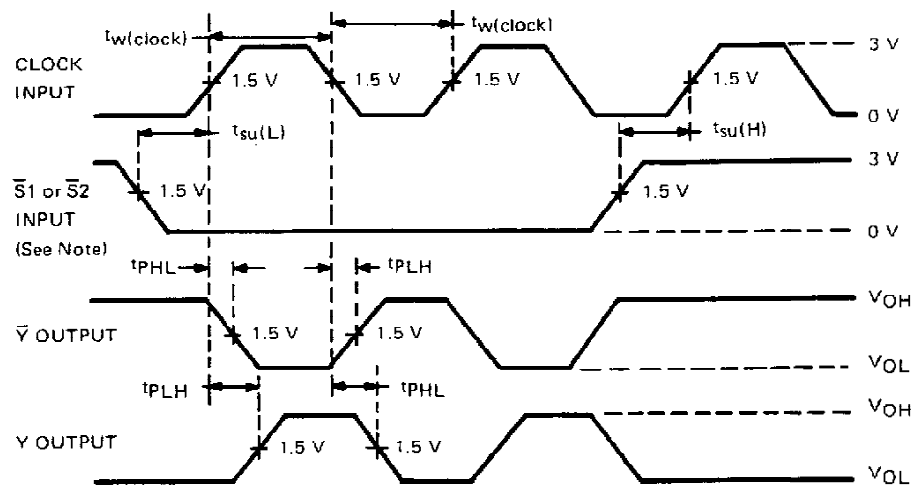 tw(clock)
tw(clock)
3 V
CLOCK
INPUT
1.5 V
1.5 V
1.5 V
1.5 V
0 V
tsu(L)
tsu(H)
3 V
S̅1 or S̅2
INPUT
(See Note)
1.5 V
1.5 V
0 V
tPHL
tPLH
VOH
Y̅ OUTPUT
1.5 V
1.5 V
VOL
tPLH
tPHL
VOH
Y OUTPUT
1.5 V
1.5 V
VOL